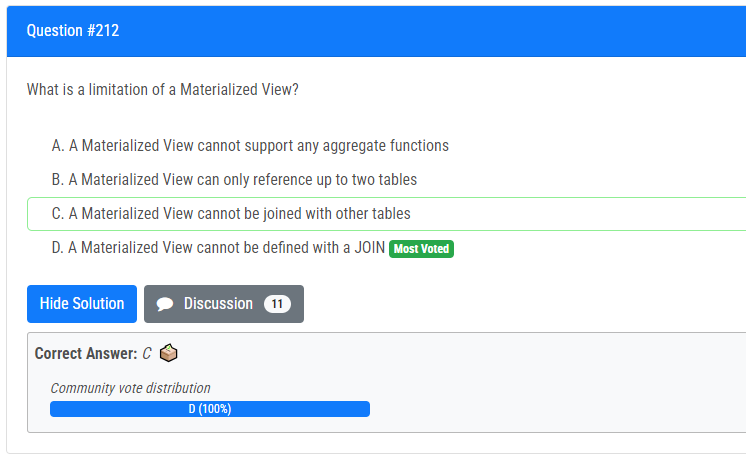 Question #212
What is a limitation of a Materialized View?
A. A Materialized View cannot support any aggregate functions
B. A Materialized View can only reference up to two tables
C. A Materialized View cannot be joined with other tables
D. A Materialized View cannot be defined with a JOIN Most Voted
Hide Solution Discussion 11
Correct Answer: C
Community vote distribution
D (100%)